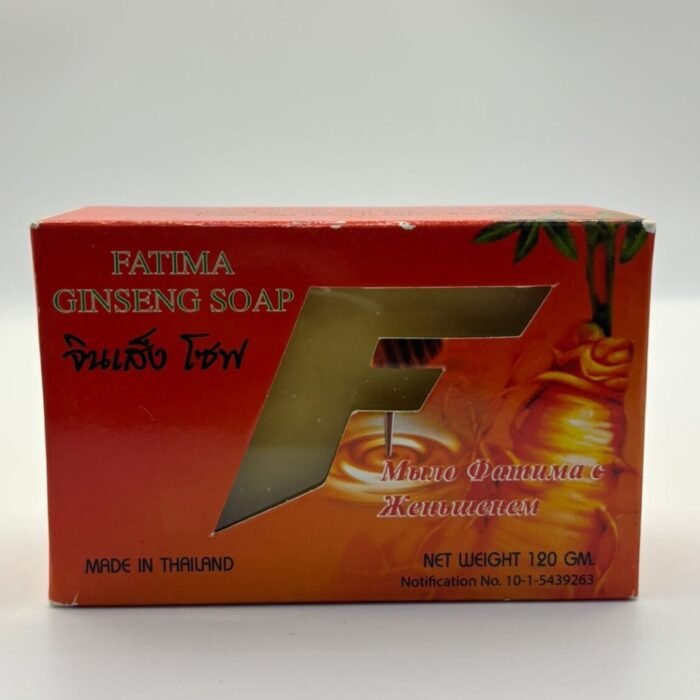 FATIMA
GINSENG SOAP
จินเส็ง โซฟ
F
Мыло Фатима с
Женьшенем
MADE IN THAILAND
NET WEIGHT 120 GM.
Notification No. 10-1-5439263